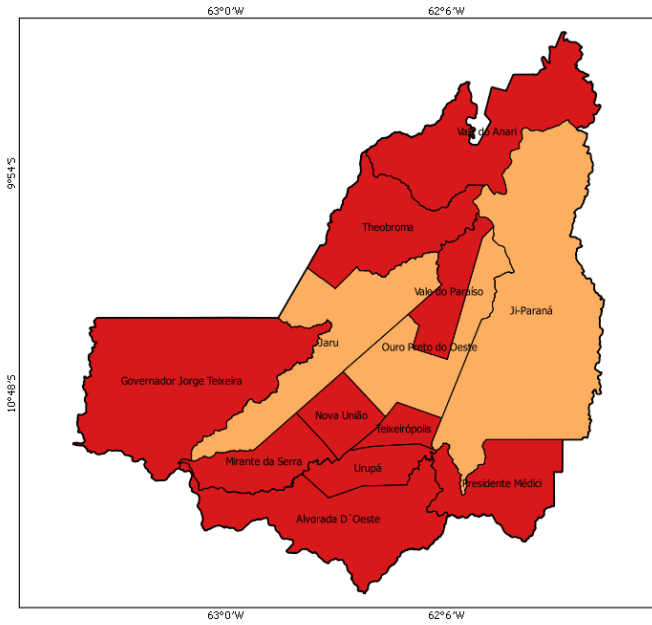 63°0´W 62°6´W
Vale do Anari
9°54´S
Theobroma
Vale do Paraíso
Ji-Paraná
Jaru
Ouro Preto do Oeste
Governador Jorge Teixeira
10°48´S
Nova União
Teixeirópolis
Mirante da Serra
Urupá
Presidente Médici
Alvorada D´Oeste
63°0´W 62°6´W